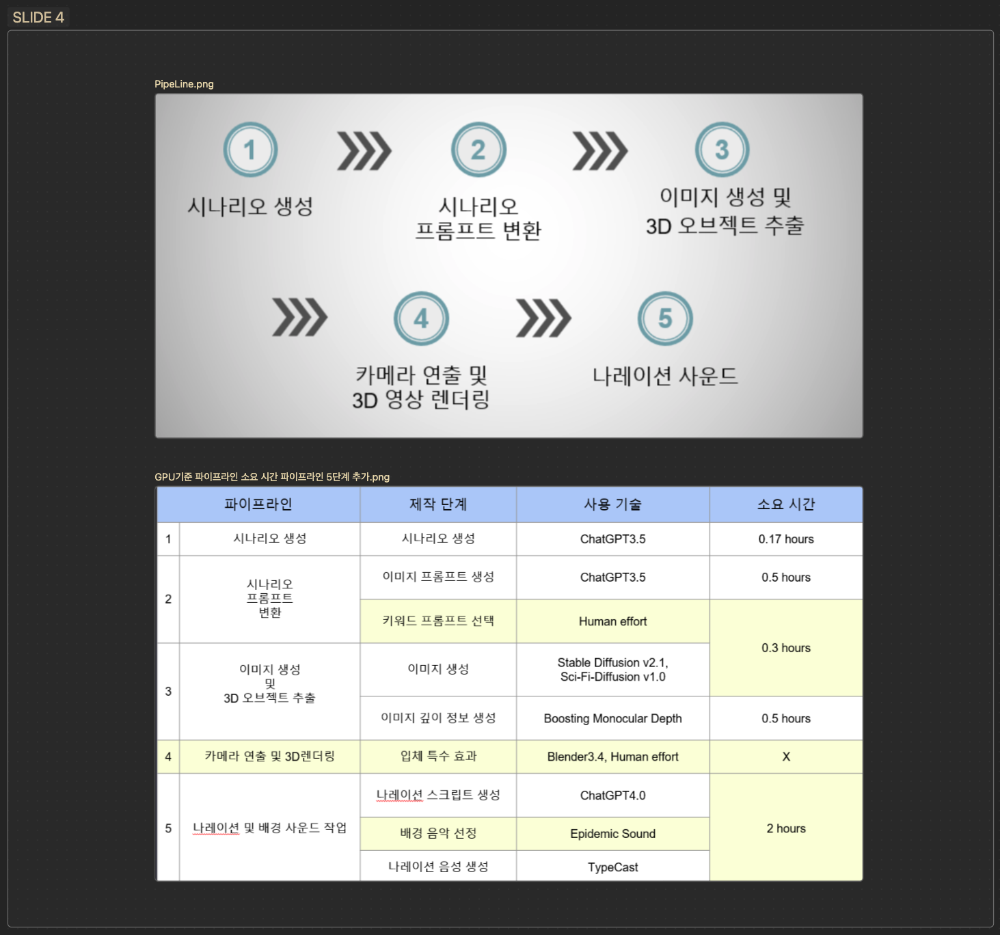 SLIDE 4
PipeLine.png
1
2
3
시나리오 생성
시나리오
프롬프트 변환
이미지 생성 및
3D 오브젝트 추출
4
5
카메라 연출 및
3D 영상 렌더링
나레이션 사운드
GPU기준 파이프라인 소요 시간 파이프라인 5단계 추가.png
파이프라인 제작 단계 사용 기술 소요 시간
1 시나리오 생성 시나리오 생성 ChatGPT3.5 0.17 hours
2
시나리오
프롬프트
변환
이미지 프롬프트 생성 ChatGPT3.5 0.5 hours
키워드 프롬프트 선택 Human effort
0.3 hours
3
이미지 생성
및
3D 오브젝트 추출
이미지 생성
Stable Diffusion v2.1,
Sci-Fi-Diffusion v1.0
이미지 깊이 정보 생성 Boosting Monocular Depth 0.5 hours
4 카메라 연출 및 3D렌더링 입체 특수 효과 Blender3.4, Human effort X
5 나레이션 및 배경 사운드 작업
나레이션 스크립트 생성 ChatGPT4.0
배경 음악 선정 Epidemic Sound
2 hours
나레이션 음성 생성 TypeCast